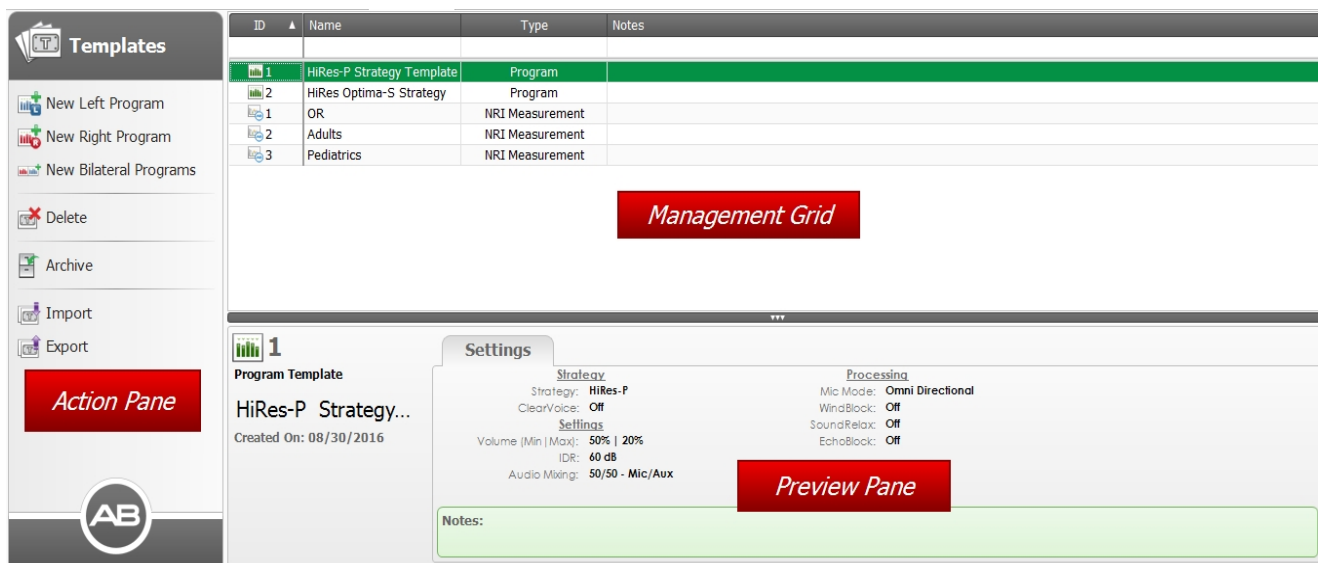 Templates
New Left Program
New Right Program
New Bilateral Programs
Delete
Archive
Import
Export
Action Pane
AB
ID Name Type Notes
1 HiRes-P Strategy Template Program
2 HiRes Optima-S Strategy Program
1 OR NRI Measurement
2 Adults NRI Measurement
3 Pediatrics NRI Measurement
Management Grid
1
Program Template
HiRes-P Strategy...
Created On: 08/30/2016
Settings
Strategy
Strategy: HiRes-P
ClearVoice: Off
Settings
Volume (Min|Max): 50% | 20%
IDR: 60 dB
Audio Mixing: 50/50 - Mic/Aux
Processing
Mic Mode: Omni Directional
WindBlock: Off
SoundRelax: Off
EchoBlock: Off
Preview Pane
Notes: